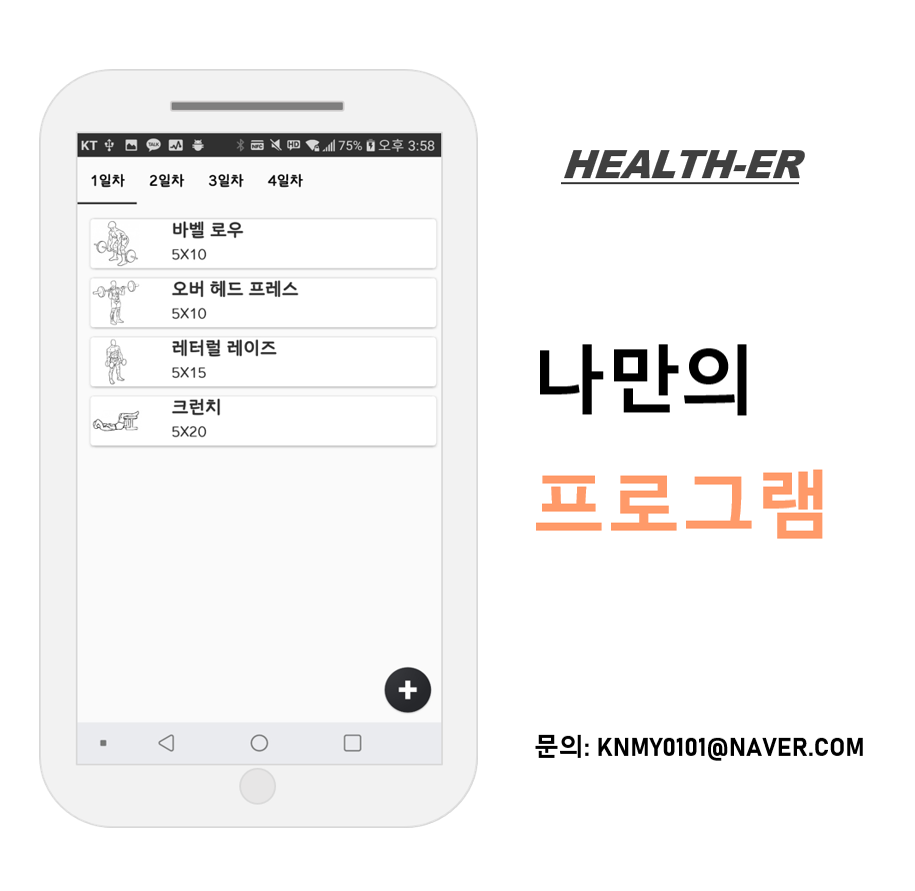 KT 75% 오후 3:58
1일차 2일차 3일차 4일차
바벨 로우
5X10
오버 헤드 프레스
5X10
레터럴 레이즈
5X15
크런치
5X20
HEALTH-ER
나만의
프로그램
문의: KNMY0101@NAVER.COM